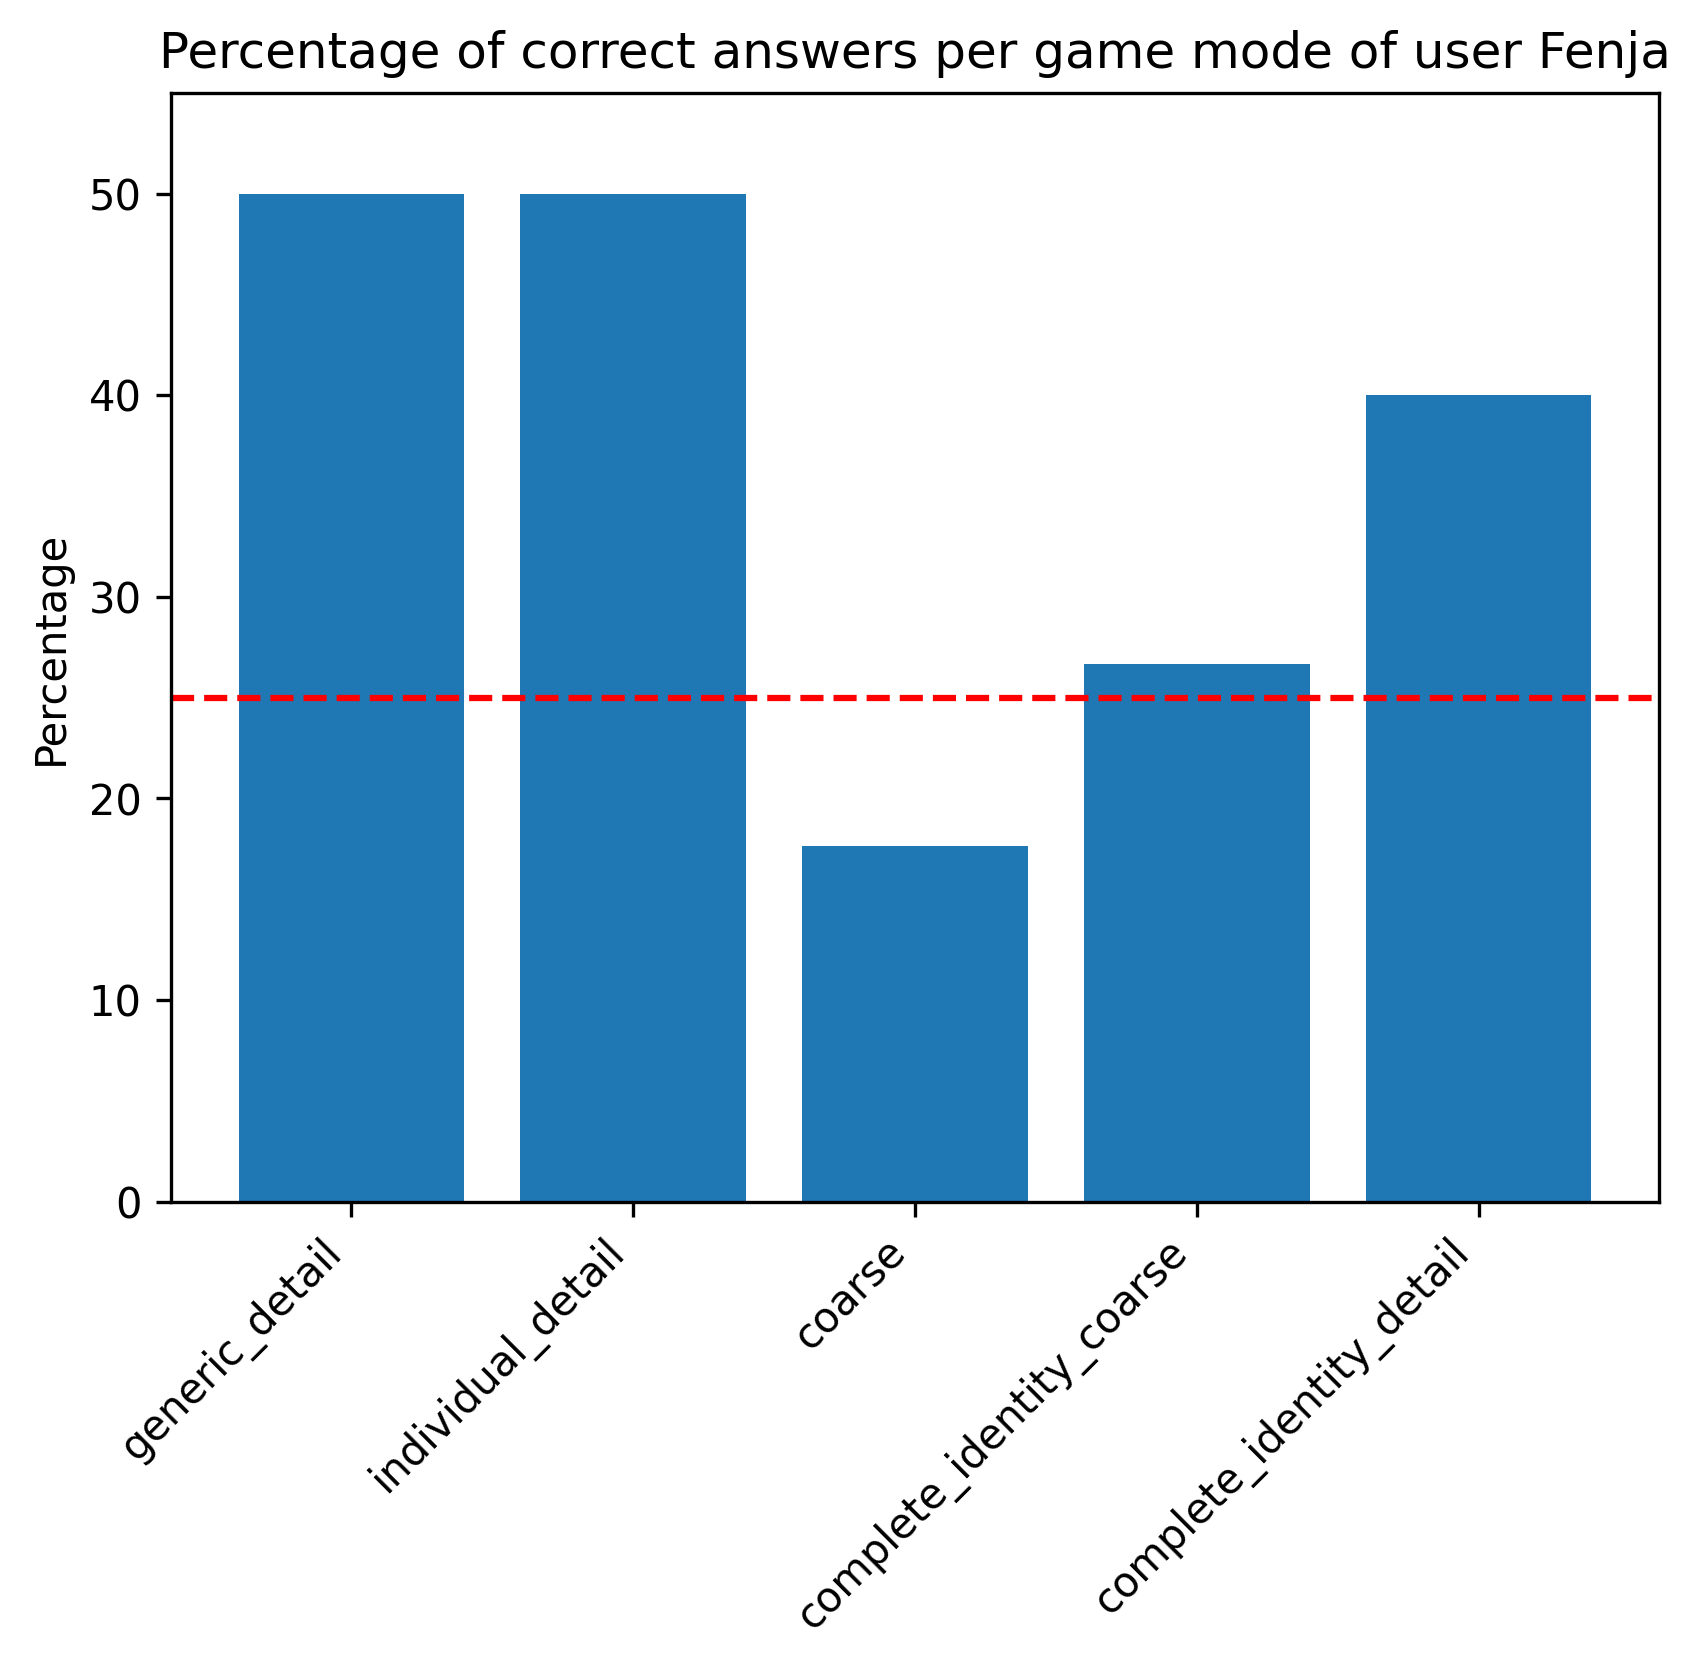 Percentage of correct answers per game mode of user Fenja
Percentage
50
40
30
20
10
0
generic_detail
individual_detail
coarse
complete_identity_coarse
complete_identity_detail